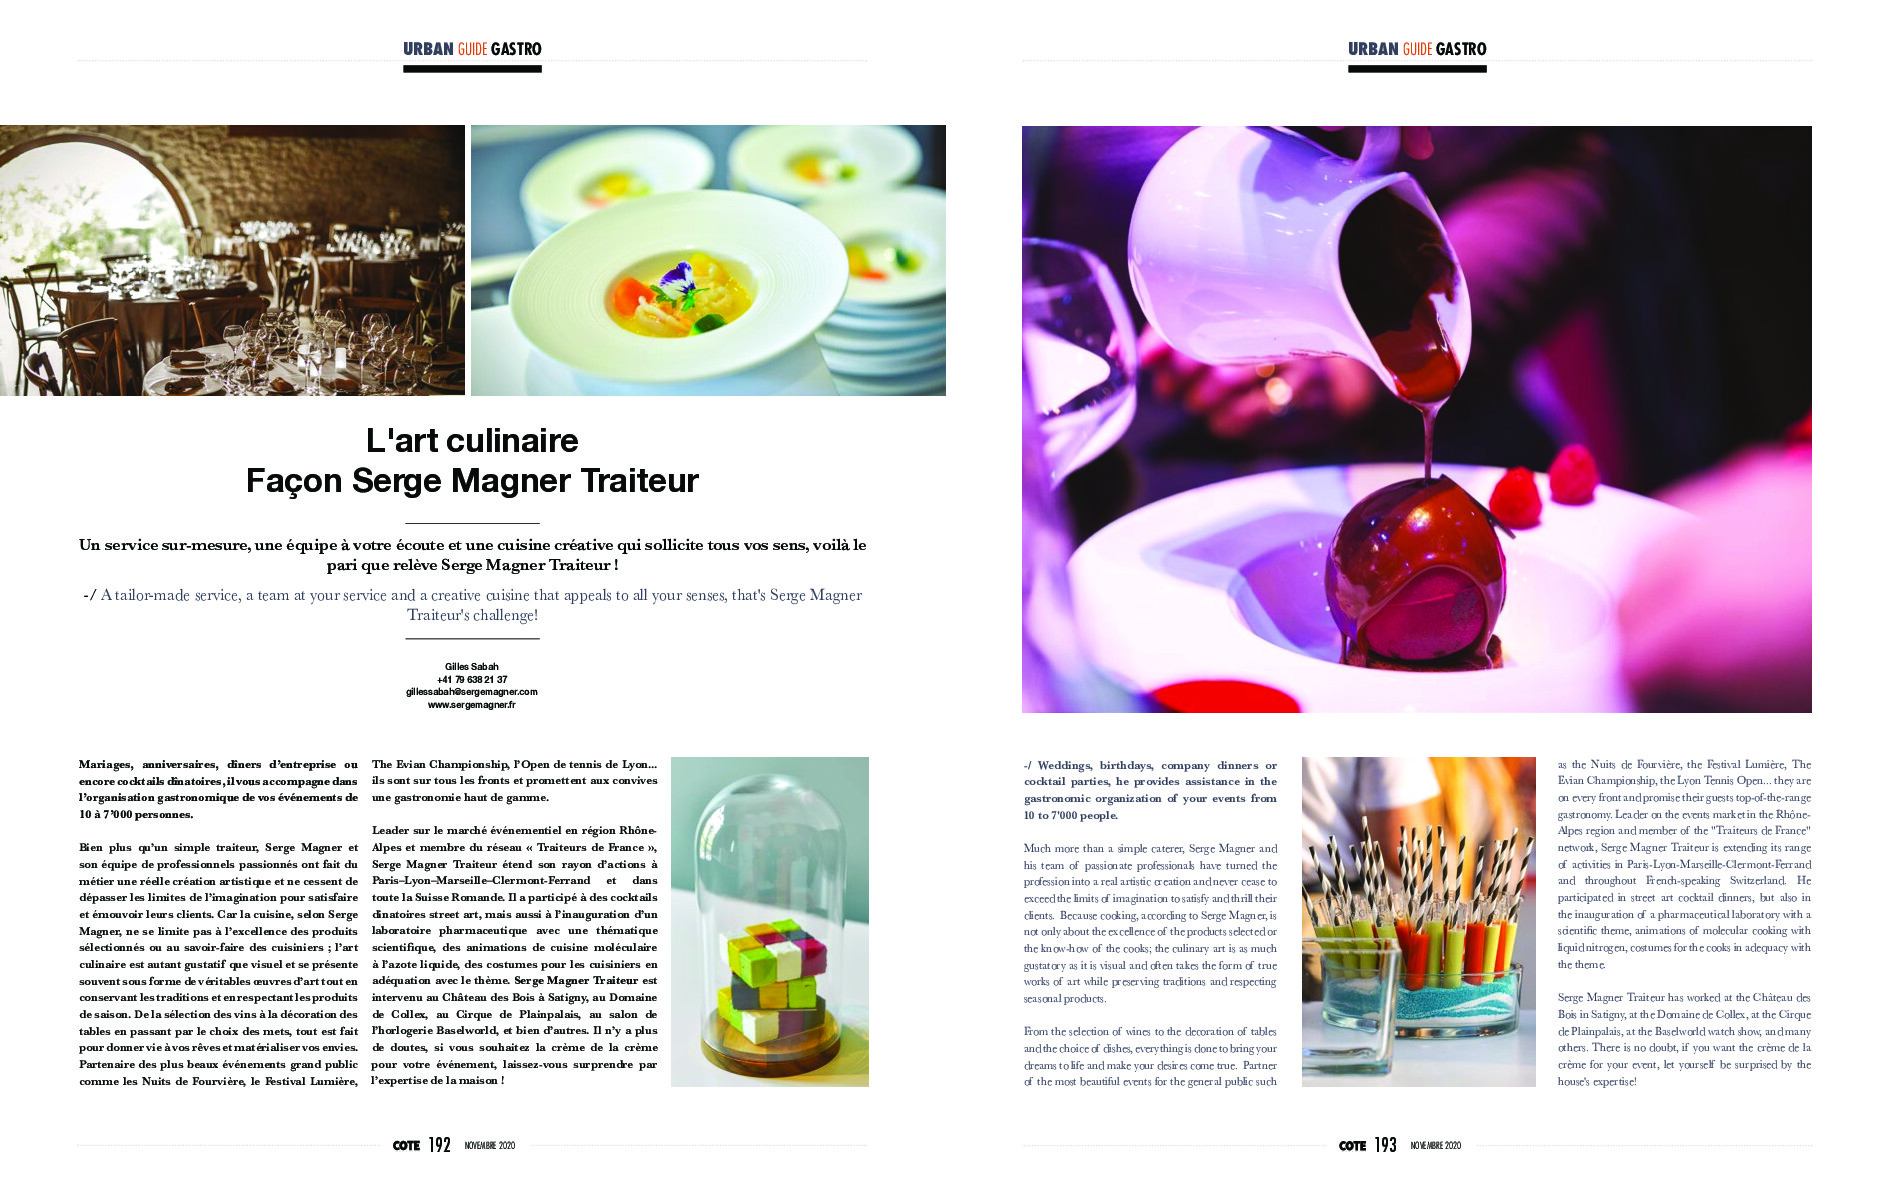 URBAN GUIDE GASTRO
L'art culinaire
Façon Serge Magner Traiteur
Un service sur-mesure, une équipe à votre écoute et une cuisine créative qui sollicite tous vos sens, voilà le
pari que relève Serge Magner Traiteur !
-/ A tailor-made service, a team at your service and a creative cuisine that appeals to all your senses, that's Serge Magner
Traiteur's challenge!
Gilles Sabah
+41 79 638 21 37
gillessabah@sergemagner.com
www.sergemagner.fr
Mariages, anniversaires, dîners d'entreprise ou
encore cocktails dînatoires, il vous accompagne dans
l'organisation gastronomique de vos événements de
10 à 7'000 personnes.
Bien plus qu'un simple traiteur, Serge Magner et
son équipe de professionnels passionnés ont fait du
métier une réelle création artistique et ne cessent de
dépasser les limites de l'imagination pour satisfaire
et émouvoir leurs clients. Car la cuisine, selon Serge
Magner, ne se limite pas à l'excellence des produits
sélectionnés ou au savoir-faire des cuisiniers ; l'art
culinaire est autant gustatif que visuel et se présente
souvent sous forme de véritables œuvres d'art tout en
conservant les traditions et en respectant les produits
de saison. De la sélection des vins à la décoration des
tables en passant par le choix des mets, tout est fait
pour donner vie à vos rêves et matérialiser vos envies.
Partenaire des plus beaux événements grand public
comme les Nuits de Fourvière, le Festival Lumière,
The Evian Championship, l'Open de tennis de Lyon...
ils sont sur tous les fronts et promettent aux convives
une gastronomie haut de gamme.
Leader sur le marché événementiel en région Rhône-
Alpes et membre du réseau « Traiteurs de France »,
Serge Magner Traiteur étend son rayon d'actions à
Paris–Lyon–Marseille–Clermont-Ferrand et dans
toute la Suisse Romande. Il a participé à des cocktails
dînatoires street art, mais aussi à l'inauguration d'un
laboratoire pharmaceutique avec une thématique
scientifique, des animations de cuisine moléculaire
à l'azote liquide, des costumes pour les cuisiniers en
adéquation avec le thème. Serge Magner Traiteur est
intervenu au Château des Bois à Satigny, au Domaine
de Collex, au Cirque de Plainpalais, au salon de
l'horlogerie Baselworld, et bien d'autres. Il n'y a plus
de doutes, si vous souhaitez la crème de la crème
pour votre événement, laissez-vous surprendre par
l'expertise de la maison !
COTE 192 NOVEMBRE 2020
URBAN GUIDE GASTRO
-/ Weddings, birthdays, company dinners or
cocktail parties, he provides assistance in the
gastronomic organization of your events from
10 to 7'000 people.
Much more than a simple caterer, Serge Magner and
his team of passionate professionals have turned the
profession into a real artistic creation and never cease to
exceed the limits of imagination to satisfy and thrill their
clients. Because cooking, according to Serge Magner, is
not only about the excellence of the products selected or
the know-how of the cooks; the culinary art is as much
gustatory as it is visual and often takes the form of true
works of art while preserving traditions and respecting
seasonal products.
From the selection of wines to the decoration of tables
and the choice of dishes, everything is done to bring your
dreams to life and make your desires come true. Partner
of the most beautiful events for the general public such
as the Nuits de Fourvière, the Festival Lumière, The
Evian Championship, the Lyon Tennis Open... they are
on every front and promise their guests top-of-the-range
gastronomy. Leader on the events market in the Rhône-
Alpes region and member of the "Traiteurs de France"
network, Serge Magner Traiteur is extending its range
of activities in Paris-Lyon-Marseille-Clermont-Ferrand
and throughout French-speaking Switzerland. He
participated in street art cocktail dinners, but also in
the inauguration of a pharmaceutical laboratory with a
scientific theme, animations of molecular cooking with
liquid nitrogen, costumes for the cooks in adequacy with
the theme.
Serge Magner Traiteur has worked at the Château des
Bois in Satigny, at the Domaine de Collex, at the Cirque
de Plainpalais, at the Baselworld watch show, and many
others. There is no doubt, if you want the crème de la
crème for your event, let yourself be surprised by the
house's expertise!
COTE 193 NOVEMBRE 2020